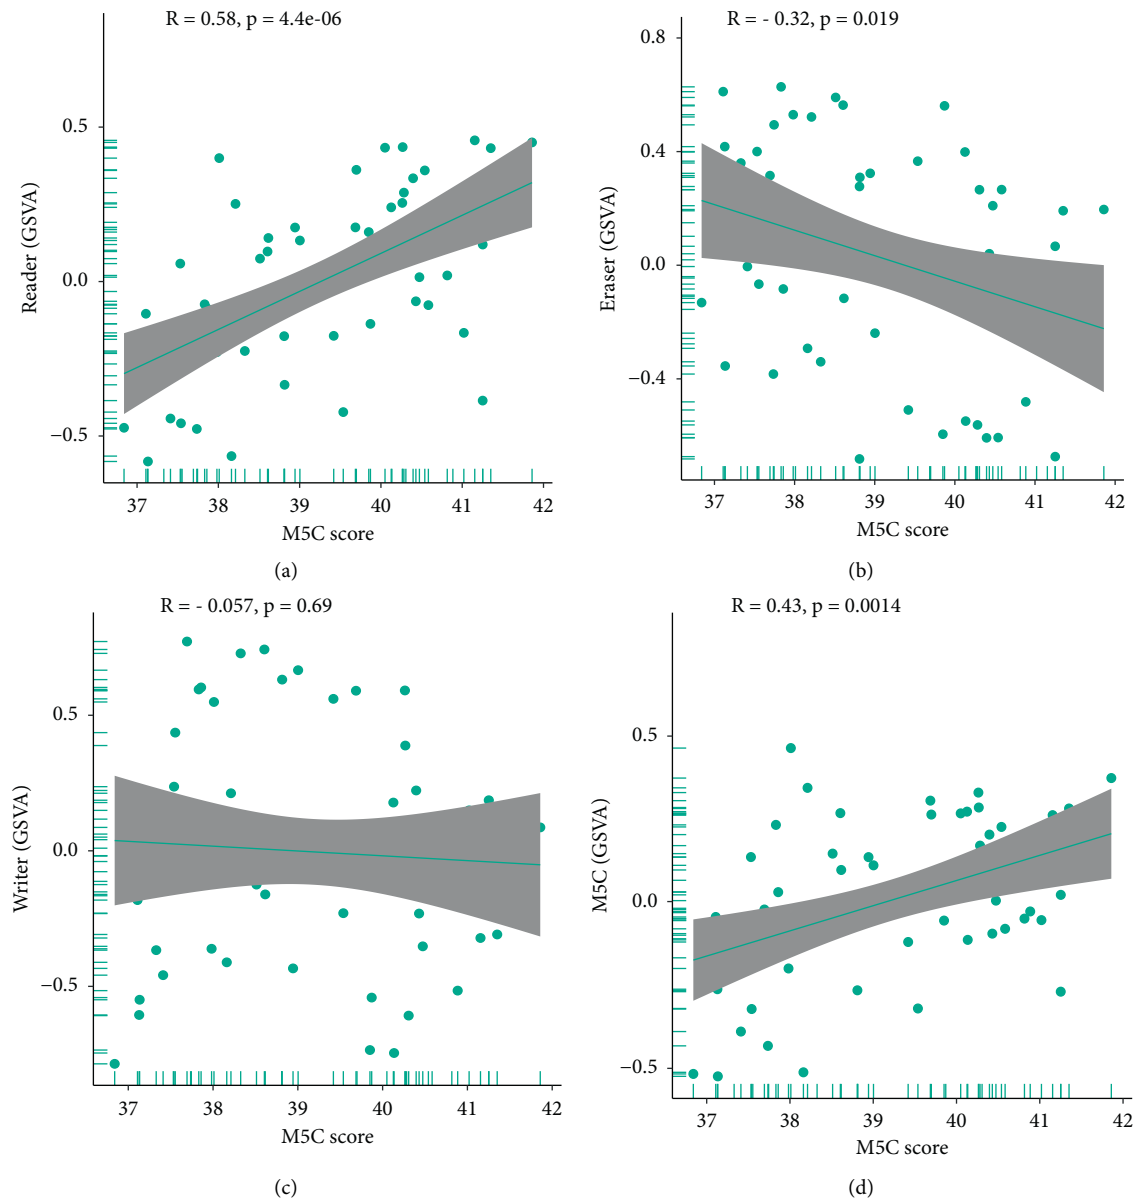 R = 0.58, p = 4.4e-06
0.5
0.0
−0.5
Reader (GSVA)
37 38 39 40 41 42
M5C score
(a)
R = - 0.32, p = 0.019
0.8
0.4
0.0
−0.4
Eraser (GSVA)
37 38 39 40 41 42
M5C score
(b)
R = - 0.057, p = 0.69
0.5
0.0
−0.5
Writer (GSVA)
37 38 39 40 41 42
M5C score
(c)
R = 0.43, p = 0.0014
0.5
0.0
−0.5
M5C (GSVA)
37 38 39 40 41 42
M5C score
(d)